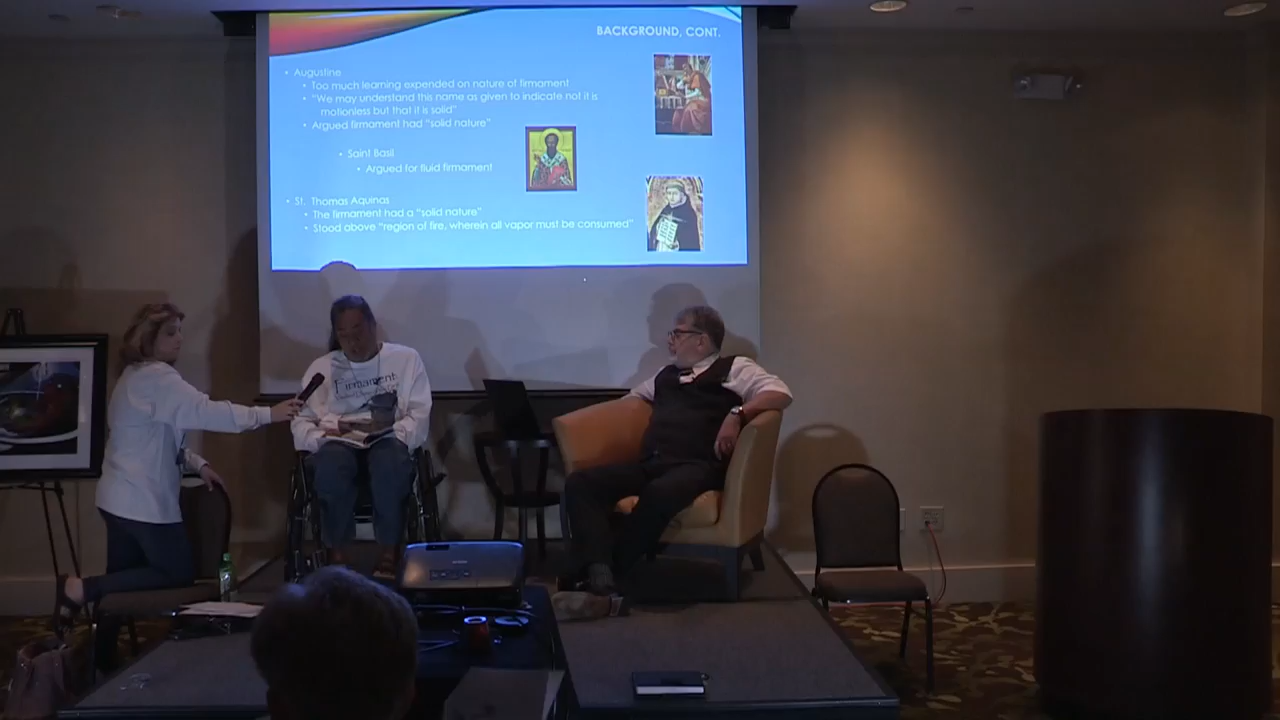 BACKGROUND, CONT.
• Augustine
• Too much learning expended on nature of firmament
• "We may understand this name as given to indicate not it is
motionless but that it is solid"
• Argued firmament had "solid nature"
• Saint Basil
• Argued for fluid firmament
• St. Thomas Aquinas
• The firmament had a "solid nature"
• Stood above "region of fire, wherein all vapor must be consumed"
Firmament